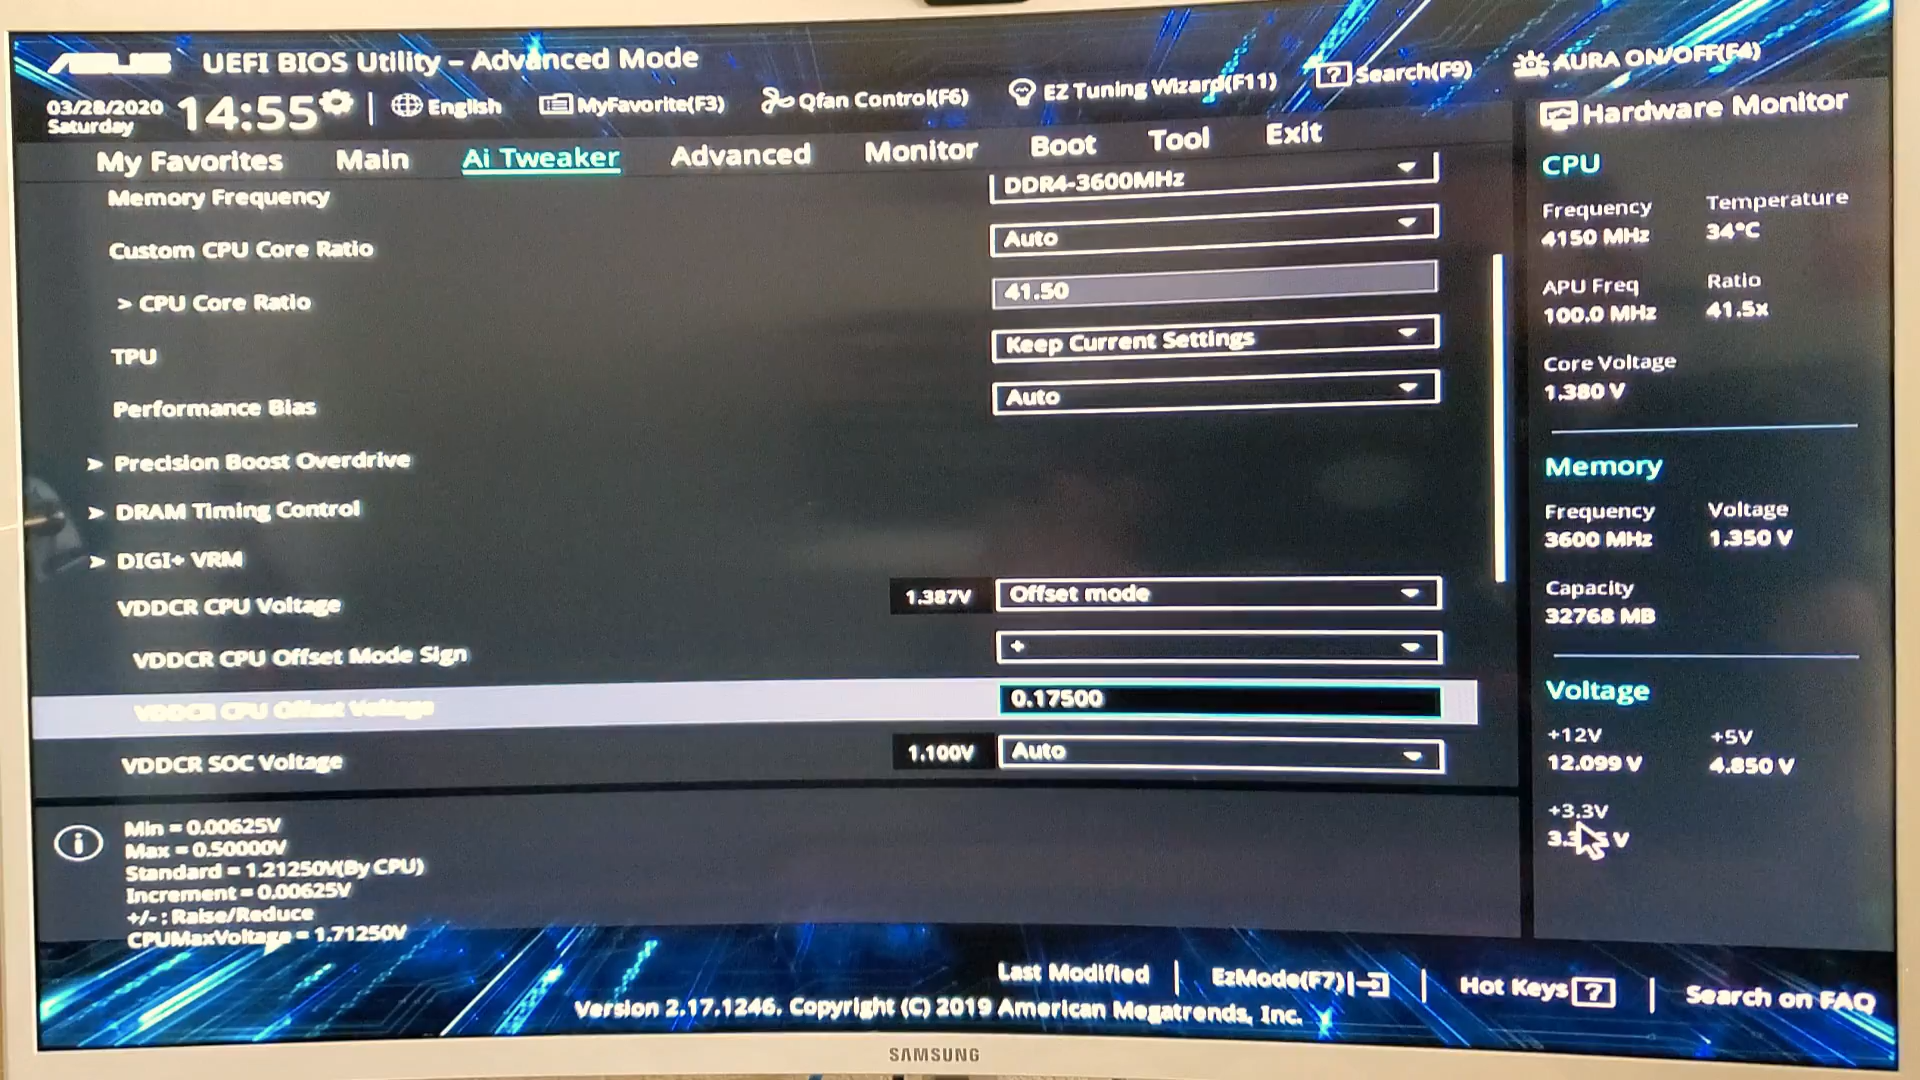 ASUS UEFI BIOS Utility – Advanced Mode
03/28/2020
Saturday
14:55
English
MyFavorite(F3)
Qfan Control(F6)
EZ Tuning Wizard(F11)
Search(F9)
AURA ON/OFF(F4)
My Favorites
Main
Ai Tweaker
Advanced
Monitor
Boot
Tool
Exit
Memory Frequency DDR4-3600MHz
Custom CPU Core Ratio Auto
> CPU Core Ratio 41.50
TPU Keep Current Settings
Performance Bias Auto
Precision Boost Overdrive
DRAM Timing Control
DIGI+ VRM
VDDCR CPU Voltage 1.387V Offset mode
VDDCR CPU Offset Mode Sign +
VDDCR CPU Offset Voltage 0.17500
VDDCR SOC Voltage 1.100V Auto
Min = 0.00625V
Max = 0.50000V
Standard = 1.21250V(By CPU)
Increment = 0.00625V
+/- : Raise/Reduce
CPUMaxVoltage = 1.71250V
Hardware Monitor
CPU
Frequency Temperature
4150 MHz 34°C
APU Freq Ratio
100.0 MHz 41.5x
Core Voltage
1.380 V
Memory
Frequency Voltage
3600 MHz 1.350 V
Capacity
32768 MB
Voltage
+12V +5V
12.099 V 4.850 V
+3.3V
V
Last Modified
EzMode(F7)
Hot Keys ?
Search on FAQ
Version 2.17.1246. Copyright (C) 2019 American Megatrends, Inc.
SAMSUNG